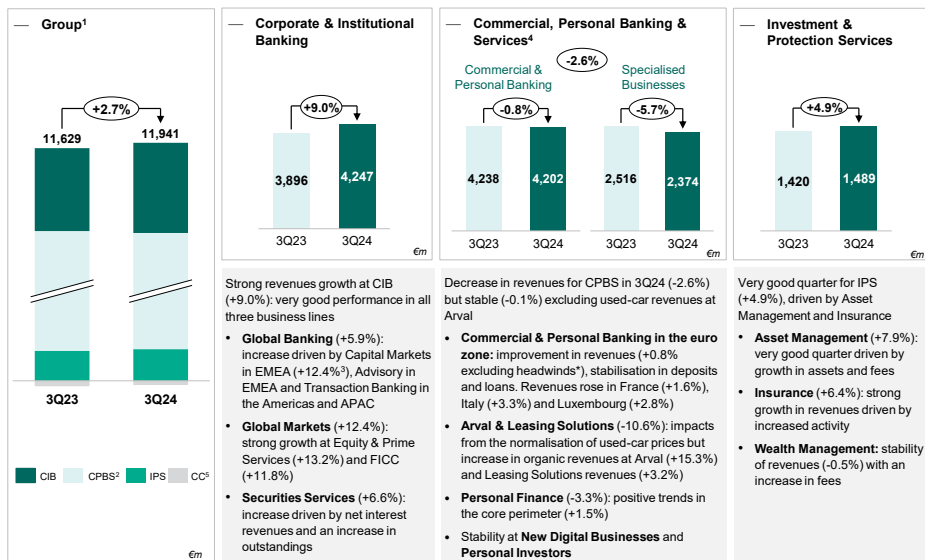 — Group1
+2.7%
11,629
11,941
3Q23
3Q24
CIB
CPBS2
IPS
CC5
€m
— Corporate & Institutional
Banking
+9.0%
3,896
4,247
3Q23
3Q24
€m
Strong revenues growth at CIB
(+9.0%): very good performance in all
three business lines
• Global Banking (+5.9%):
increase driven by Capital Markets
in EMEA (+12.4%3), Advisory in
EMEA and Transaction Banking in
the Americas and APAC
• Global Markets (+12.4%):
strong growth at Equity & Prime
Services (+13.2%) and FICC
(+11.8%)
• Securities Services (+6.6%):
increase driven by net interest
revenues and an increase in
outstandings
— Commercial, Personal Banking &
Services4
-2.6%
Commercial &
Personal Banking
-0.8%
4,238
4,202
3Q23
3Q24
€m
Specialised
Businesses
-5.7%
2,516
2,374
3Q23
3Q24
€m
Decrease in revenues for CPBS in 3Q24 (-2.6%)
but stable (-0.1%) excluding used-car revenues at
Arval
• Commercial & Personal Banking in the euro
zone: improvement in revenues (+0.8%
excluding headwinds*), stabilisation in deposits
and loans. Revenues rose in France (+1.6%),
Italy (+3.3%) and Luxembourg (+2.8%)
• Arval & Leasing Solutions (-10.6%): impacts
from the normalisation of used-car prices but
increase in organic revenues at Arval (+15.3%)
and Leasing Solutions revenues (+3.2%)
• Personal Finance (-3.3%): positive trends in
the core perimeter (+1.5%)
• Stability at New Digital Businesses and
Personal Investors
— Investment &
Protection Services
+4.9%
1,420
1,489
3Q23
3Q24
€m
Very good quarter for IPS
(+4.9%), driven by Asset
Management and Insurance
• Asset Management (+7.9%):
very good quarter driven by
growth in assets and fees
• Insurance (+6.4%): strong
growth in revenues driven by
increased activity
• Wealth Management: stability
of revenues (-0.5%) with an
increase in fees